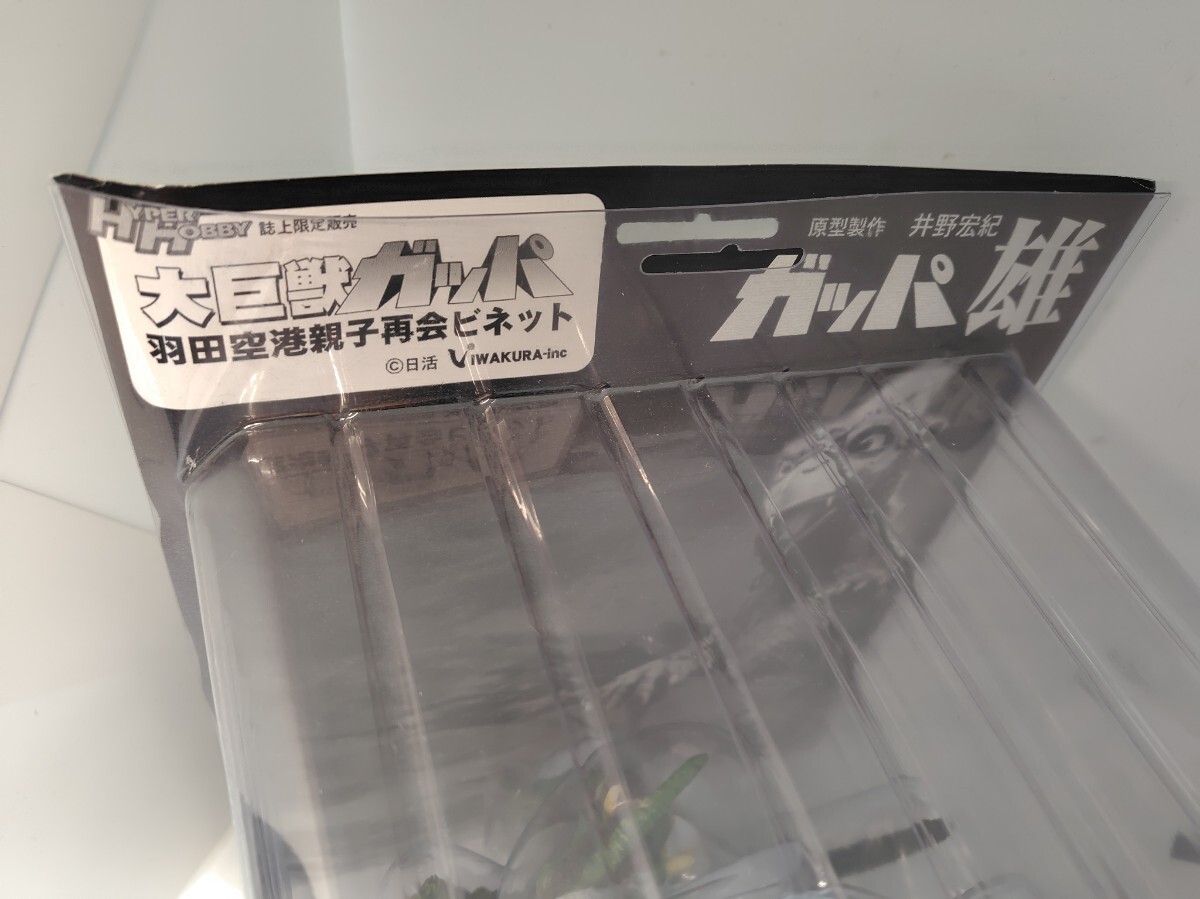 HYPER HOBBY 誌上限定販売
大巨獣ガッパ
羽田空港親子再会ビネット
©日活 IWAKURA-inc
原型製作 井野宏紀
ガッパ 雄